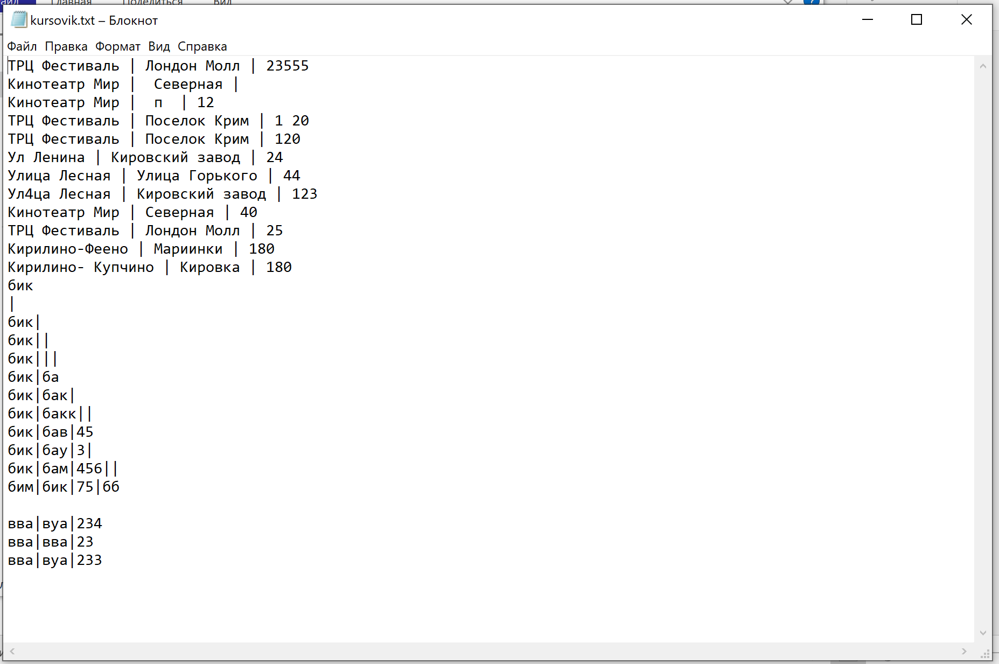 Главная Поделиться Вид
kursovik.txt – Блокнот
Файл Правка Формат Вид Справка
ТРЦ Фестиваль | Лондон Молл | 23555
Кинотеатр Мир |  Северная |
Кинотеатр Мир |  п  | 12
ТРЦ Фестиваль | Поселок Крим | 1 20
ТРЦ Фестиваль | Поселок Крим | 120
Ул Ленина | Кировский завод | 24
Улица Лесная | Улица Горького | 44
Ул4ца Лесная | Кировский завод | 123
Кинотеатр Мир | Северная | 40
ТРЦ Фестиваль | Лондон Молл | 25
Кирилино-Феено | Мариинки | 180
Кирилино- Купчино | Кировка | 180
бик
|
бик|
бик||
бик|||
бик|ба
бик|бак|
бик|бакк||
бик|бав|45
бик|бау|3|
бик|бам|456||
бим|бик|75|бб

вва|вуа|234
вва|вва|23
вва|вуа|233